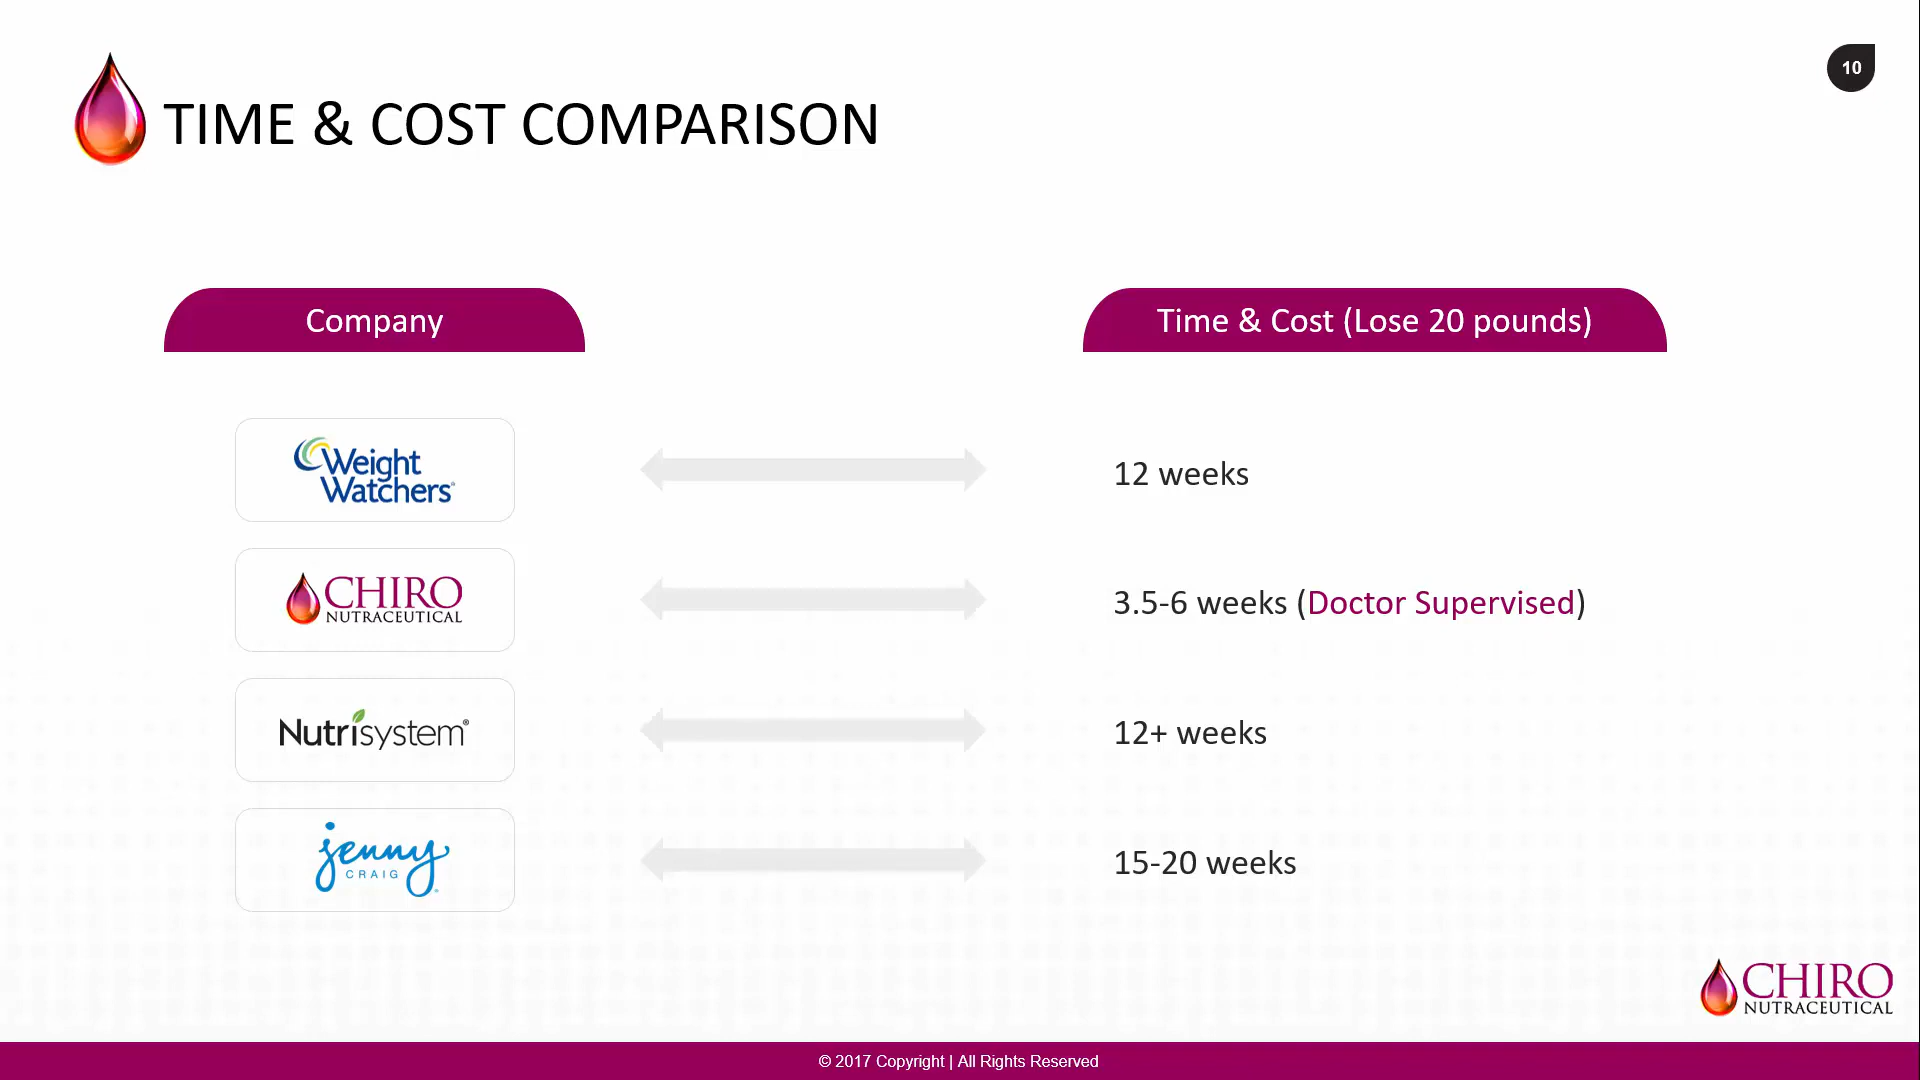 10
TIME & COST COMPARISON
Company
Time & Cost (Lose 20 pounds)
Weight
Watchers
12 weeks
CHIRO
NUTRACEUTICAL
3.5-6 weeks (Doctor Supervised)
Nutrisystem®
12+ weeks
jenny
CRAIG
15-20 weeks
CHIRO
NUTRACEUTICAL
© 2017 Copyright | All Rights Reserved